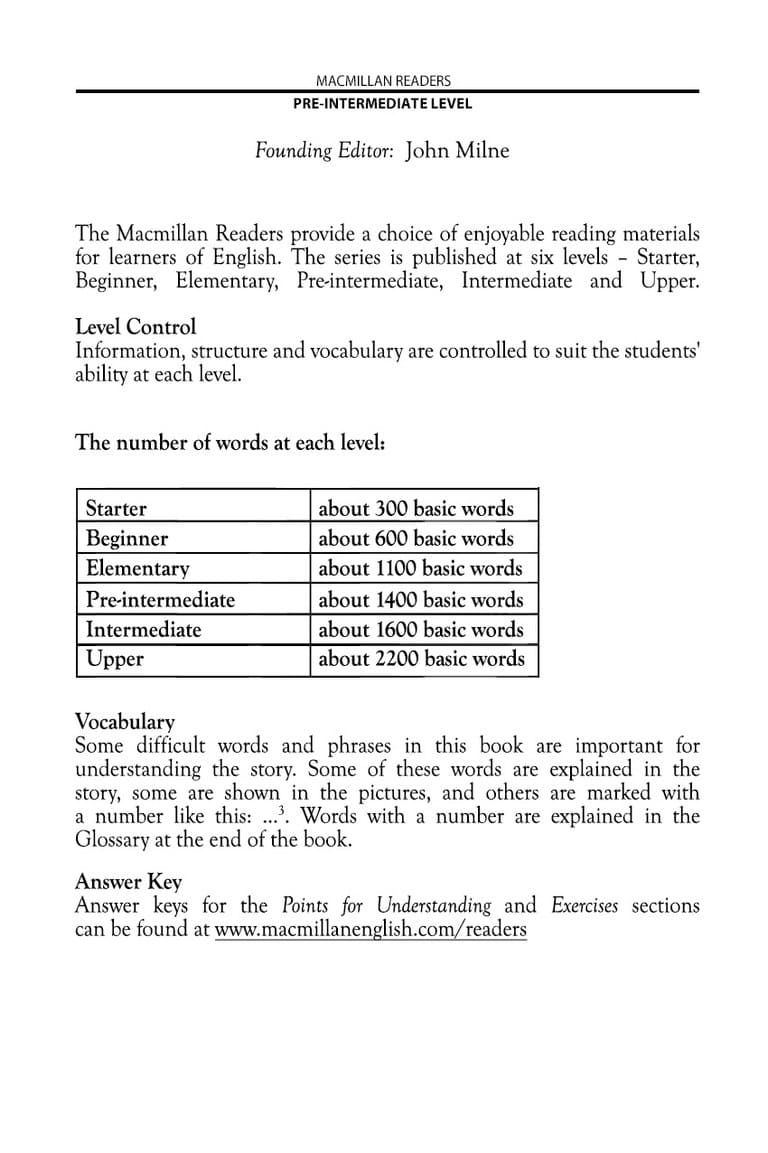 MACMILLAN READERS
PRE-INTERMEDIATE LEVEL
Founding Editor: John Milne
The Macmillan Readers provide a choice of enjoyable reading materials
for learners of English. The series is published at six levels – Starter,
Beginner, Elementary, Pre-intermediate, Intermediate and Upper.
Level Control
Information, structure and vocabulary are controlled to suit the students'
ability at each level.
The number of words at each level:
Starter about 300 basic words
Beginner about 600 basic words
Elementary about 1100 basic words
Pre-intermediate about 1400 basic words
Intermediate about 1600 basic words
Upper about 2200 basic words
Vocabulary
Some difficult words and phrases in this book are important for
understanding the story. Some of these words are explained in the
story, some are shown in the pictures, and others are marked with
a number like this: ...³. Words with a number are explained in the
Glossary at the end of the book.
Answer Key
Answer keys for the Points for Understanding and Exercises sections
can be found at www.macmillanenglish.com/readers